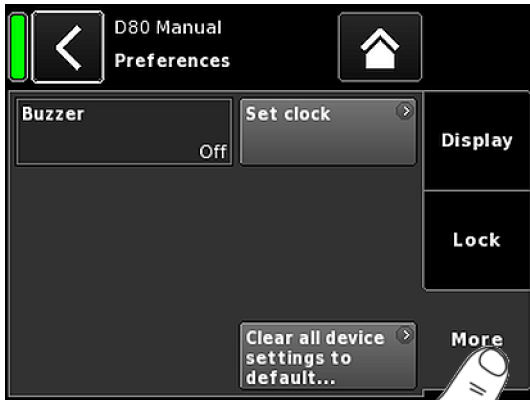 D80 Manual
Preferences
Buzzer
Off
Set clock
Display
Lock
Clear all device
settings to
default...
More